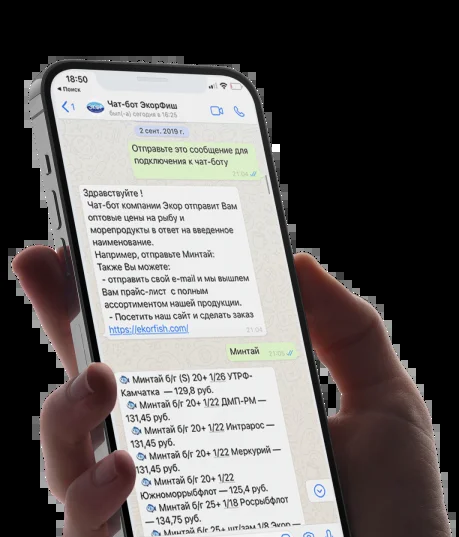 18:50
◀ Поиск
1
ЭКОР
Чат-бот ЭкорФиш
был(-а) сегодня в 16:25
2 сент. 2019 г.
Отправьте это сообщение для
подключения к чат-боту
21:04
Здравствуйте !
Чат-бот компании Экор отправит Вам
оптовые цены на рыбу и
морепродукты в ответ на введенное
наименование.
Например, отправьте Минтай:
Также Вы можете:
- отправить свой e-mail и мы вышлем
Вам прайс-лист с полным
ассортиментом нашей продукции.
- Посетить наш сайт и сделать заказ
https://ekorfish.com/
21:04
Минтай
21:05
Минтай б/г (S) 20+ 1/26 УТРФ-
Камчатка — 129,8 руб.
Минтай б/г 20+ 1/22 ДМП-РМ —
131,45 руб.
Минтай б/г 20+ 1/22 Интрарос —
131,45 руб.
Минтай б/г 20+ 1/22 Меркурий —
131,45 руб.
Минтай б/г 20+ 1/22
Южноморрыбфлот — 125,4 руб.
Минтай б/г 25+ 1/18 Росрыбфлот
— 134,75 руб.
Минтай б/г 25+ шт/зам 1/8 Экор —